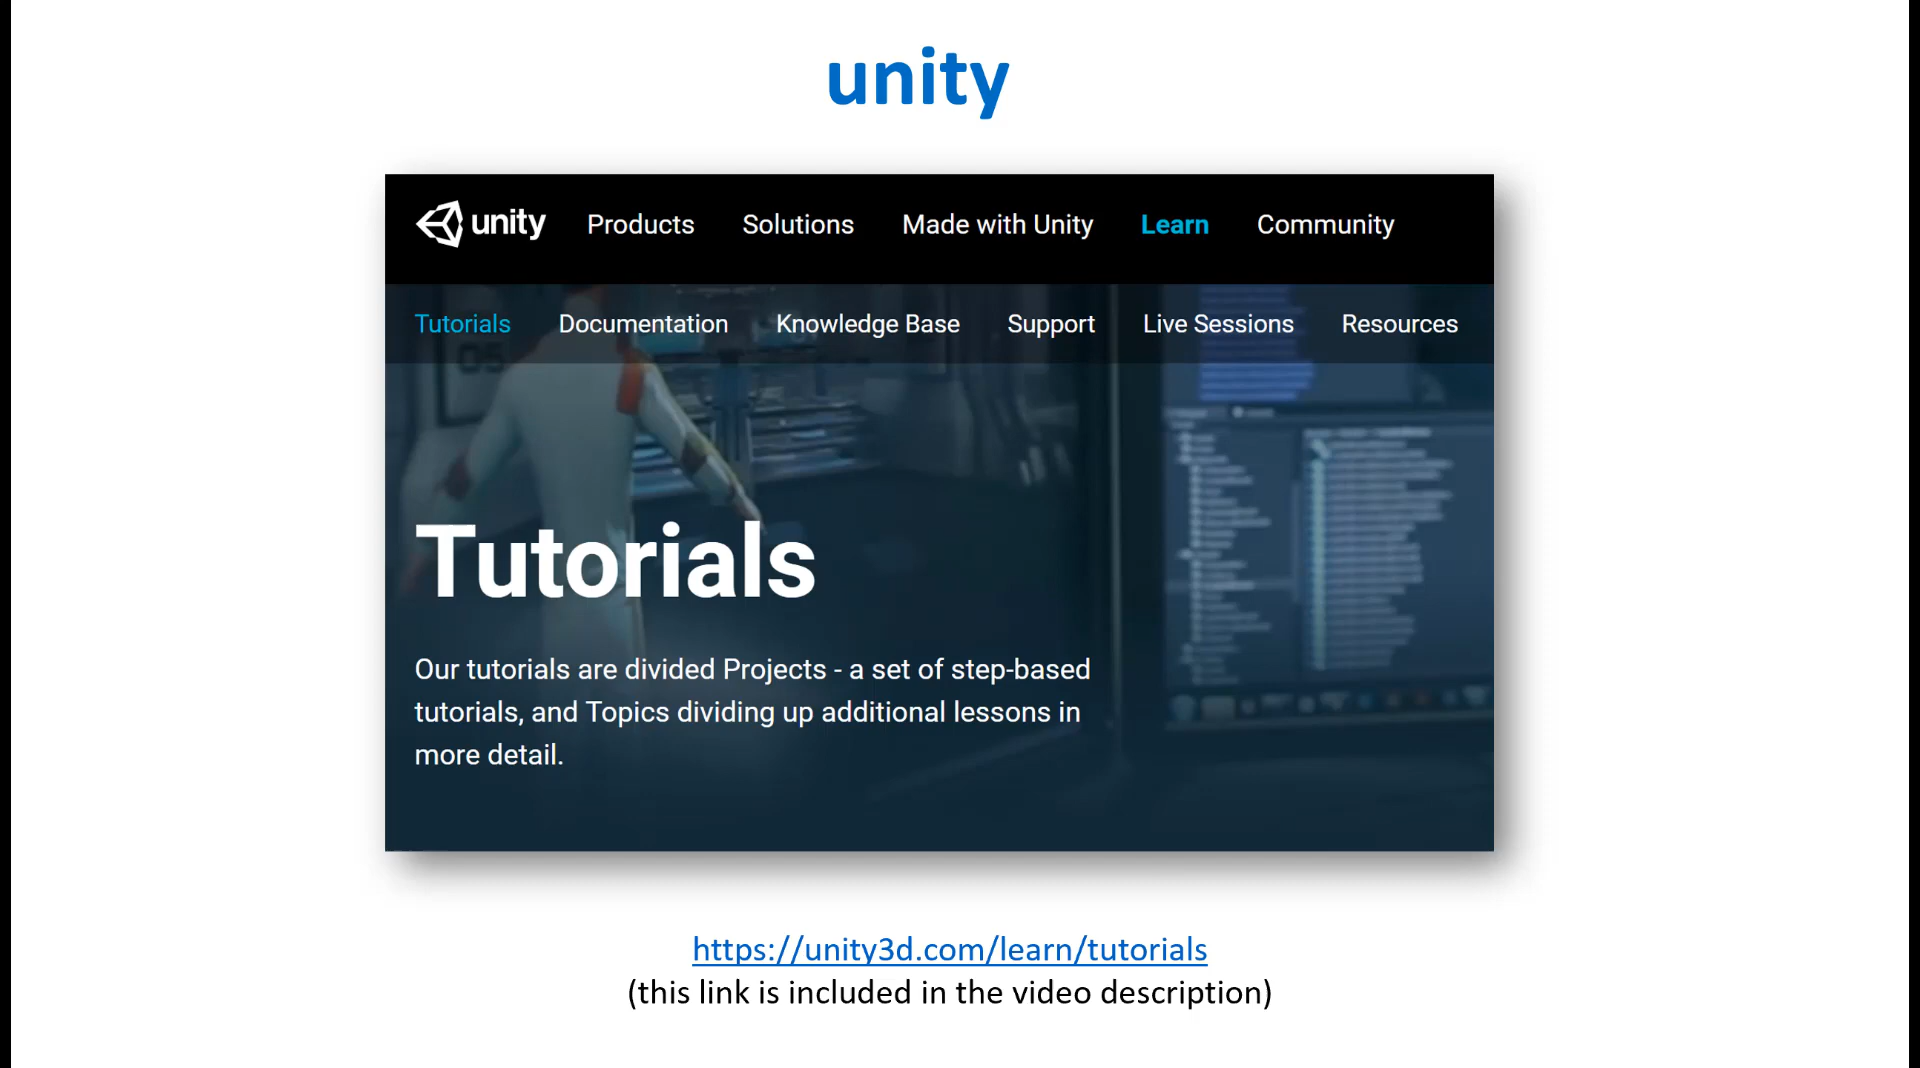 unity
unity Products Solutions Made with Unity Learn Community
Tutorials Documentation Knowledge Base Support Live Sessions Resources
05
Tutorials
Our tutorials are divided Projects - a set of step-based
tutorials, and Topics dividing up additional lessons in
more detail.
https://unity3d.com/learn/tutorials
(this link is included in the video description)